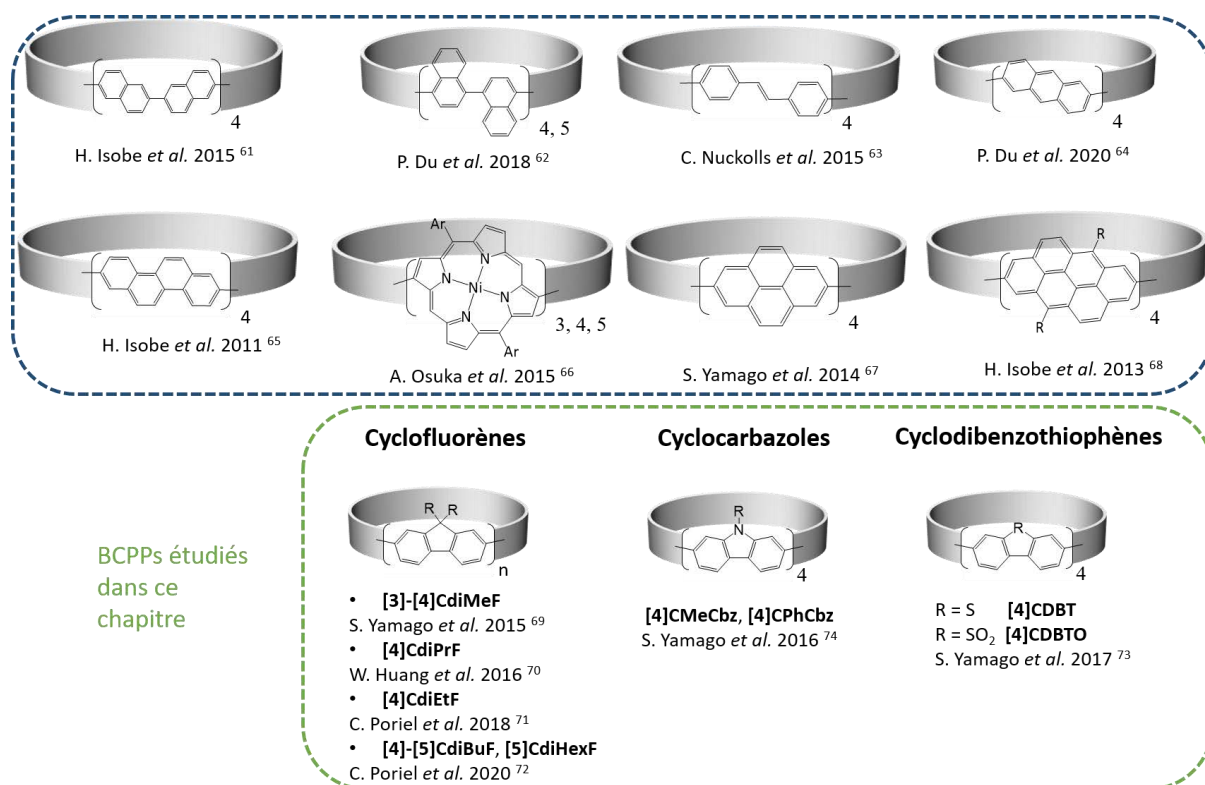 4
4, 5
4
4
H. Isobe et al. 2015 61
P. Du et al. 2018 62
C. Nuckolls et al. 2015 63
P. Du et al. 2020 64
Ar
N N
Ni
N N
Ar
R
R
4
3, 4, 5
4
4
H. Isobe et al. 2011 65
A. Osuka et al. 2015 66
S. Yamago et al. 2014 67
H. Isobe et al. 2013 68
Cyclofluorènes
Cyclocarbazoles
Cyclodibenzothiophènes
R R
n
R
N
4
R
4
BCPPs étudiés
dans ce
chapitre
• [3]-[4]CdiMeF
S. Yamago et al. 2015 69
• [4]CdiPrF
W. Huang et al. 2016 70
• [4]CdiEtF
C. Poriel et al. 2018 71
• [4]-[5]CdiBuF, [5]CdiHexF
C. Poriel et al. 2020 72
[4]CMeCbz, [4]CPhCbz
S. Yamago et al. 2016 74
R = S [4]CDBT
R = SO2 [4]CDBTO
S. Yamago et al. 2017 73